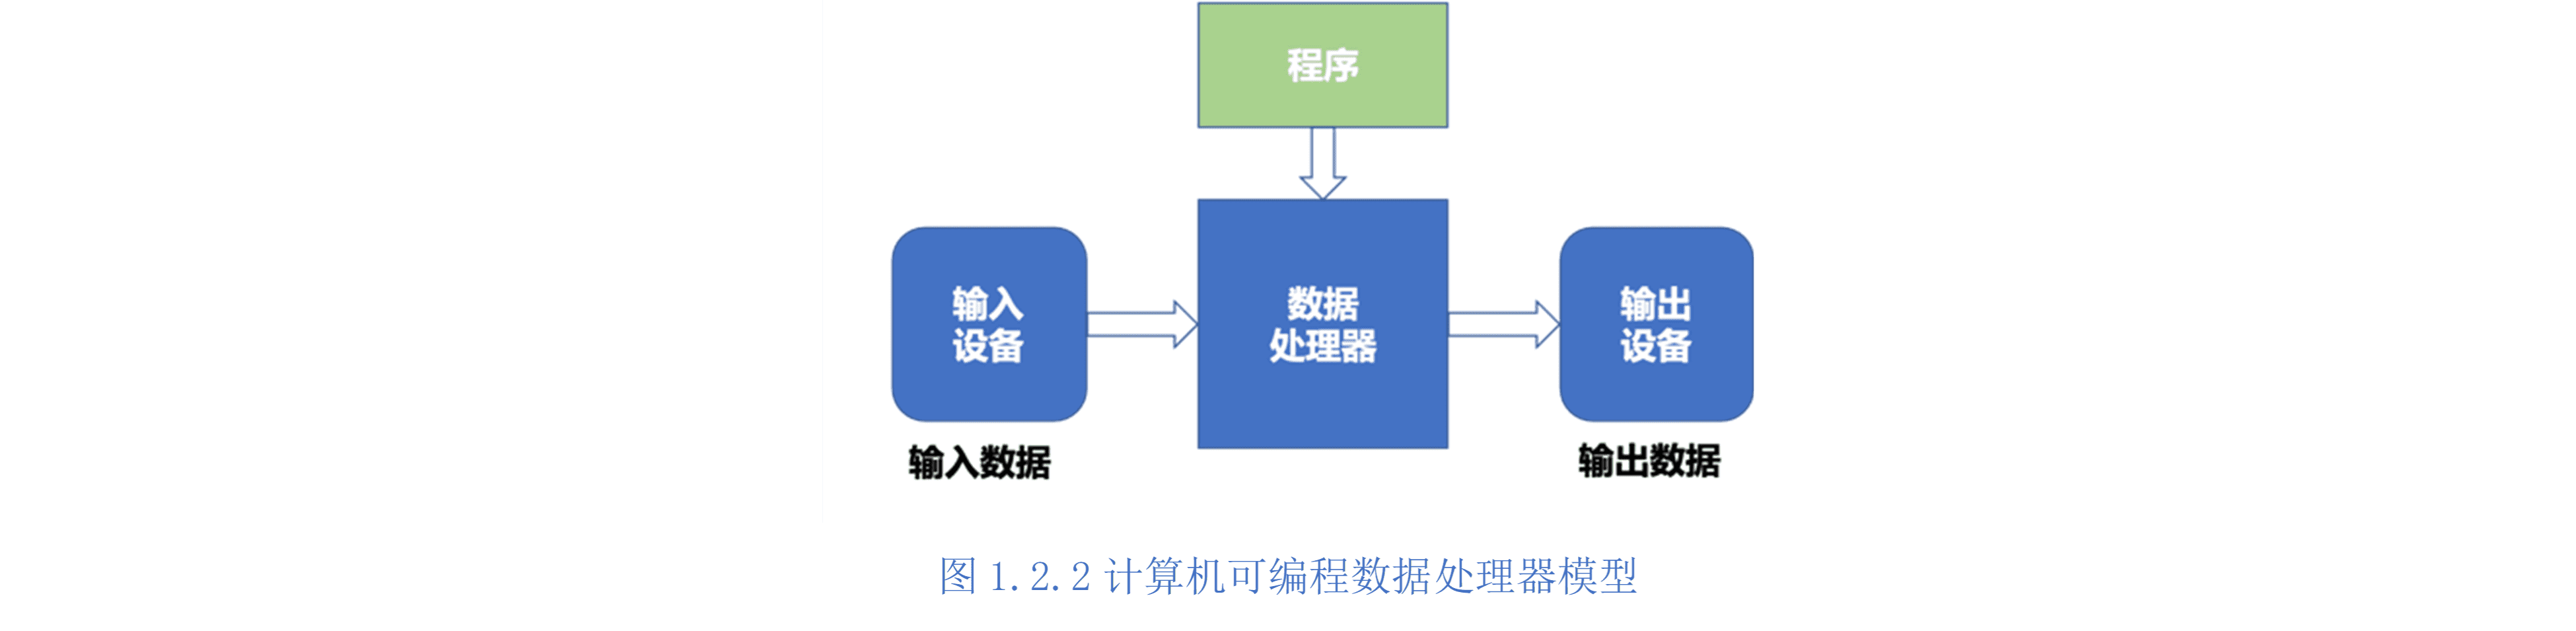 程序
输入
设备
数据
处理器
输出
设备
输入数据
输出数据
图 1.2.2 计算机可编程数据处理器模型